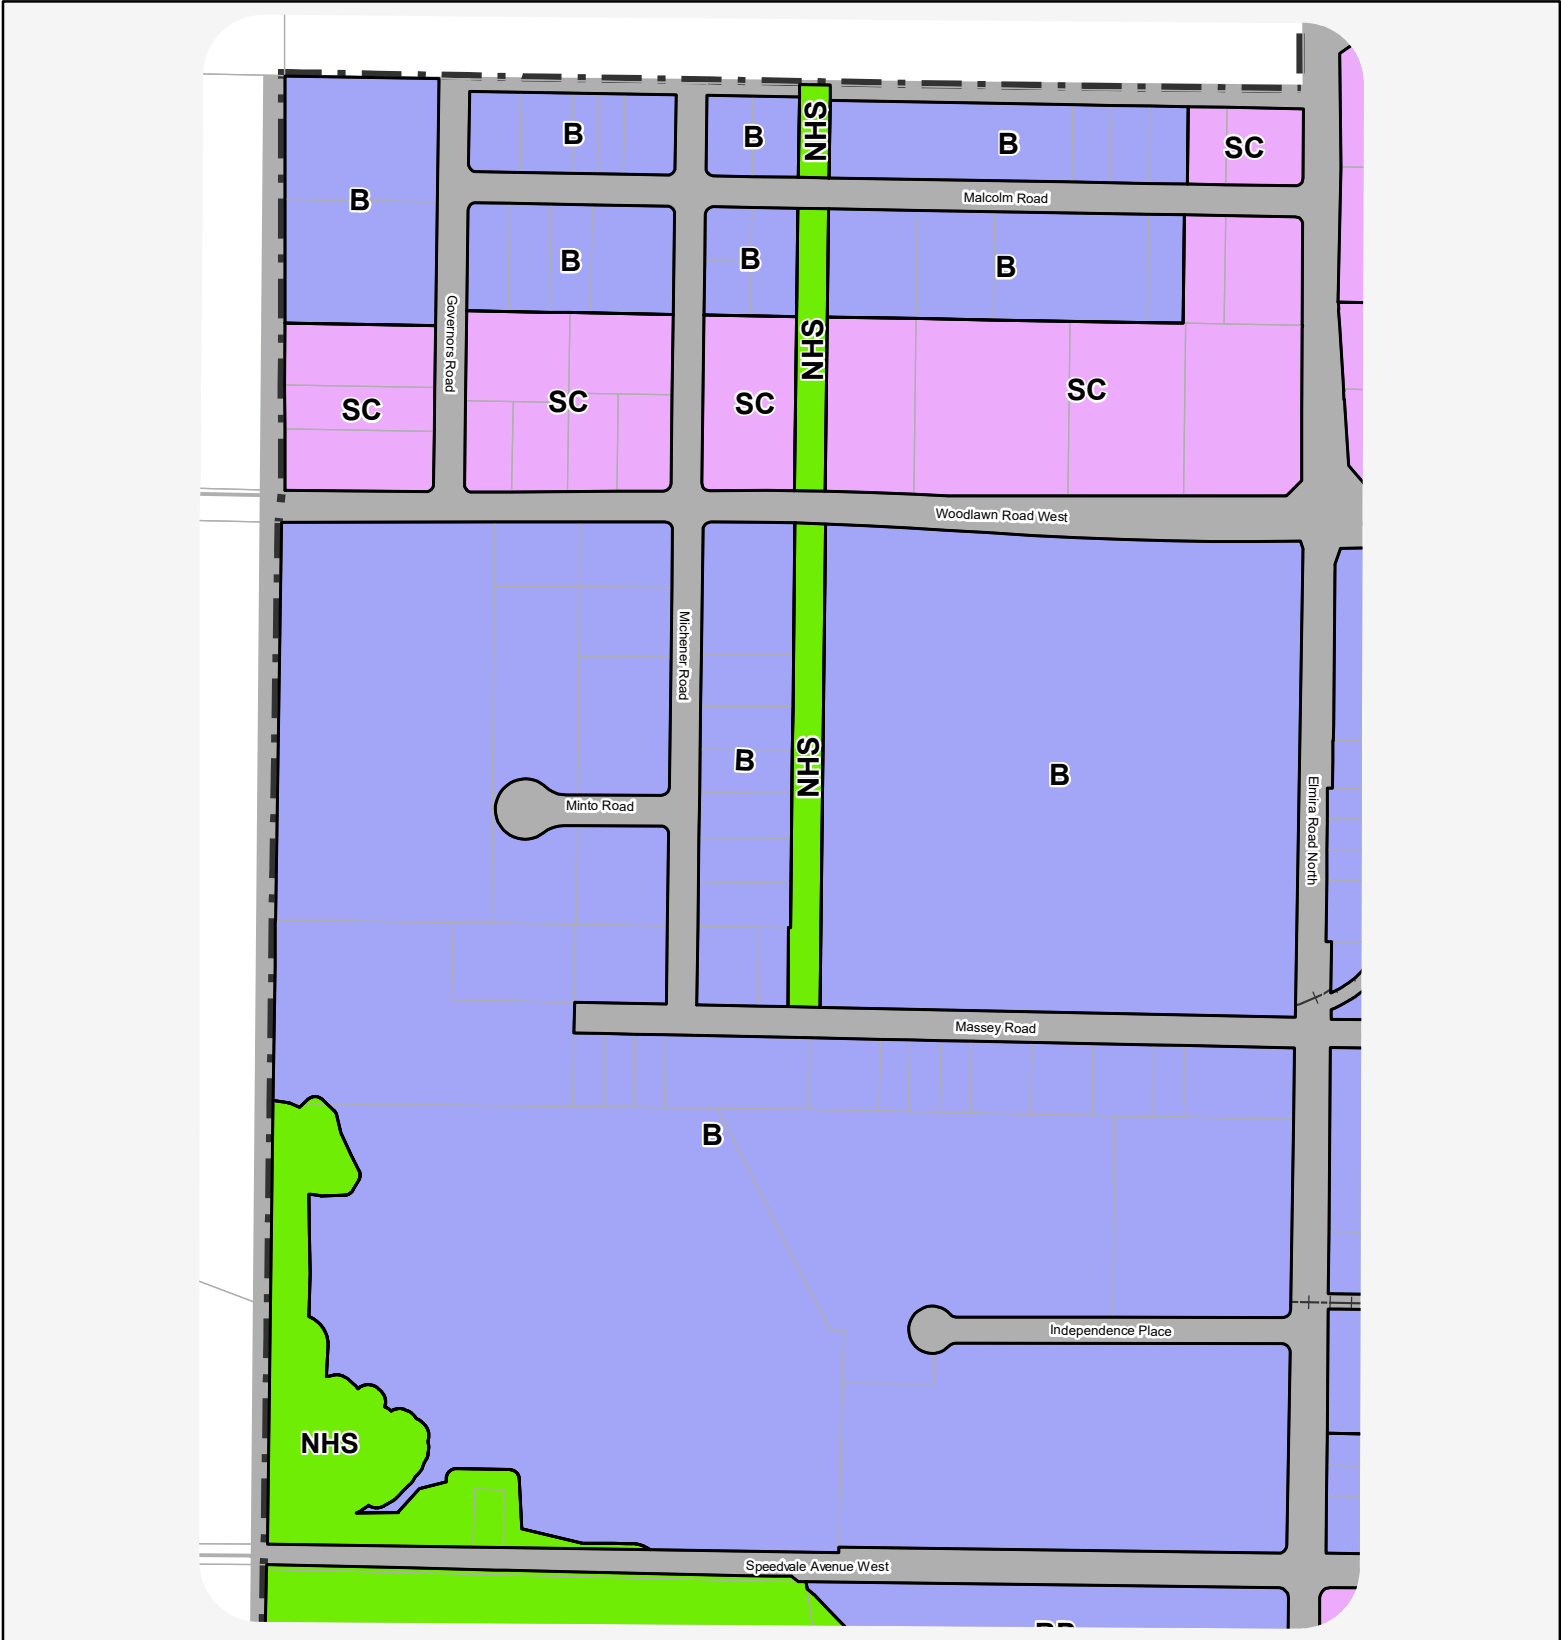 NHS
B
B
B
SC
Malcolm Road
B
B
B
B
Governors Road
NHS
SC
SC
SC
SC
Woodlawn Road West
Michener Road
B
NHS
B
Minto Road
Elmira Road North
Massey Road
B
Independence Place
NHS
Speedvale Avenue West